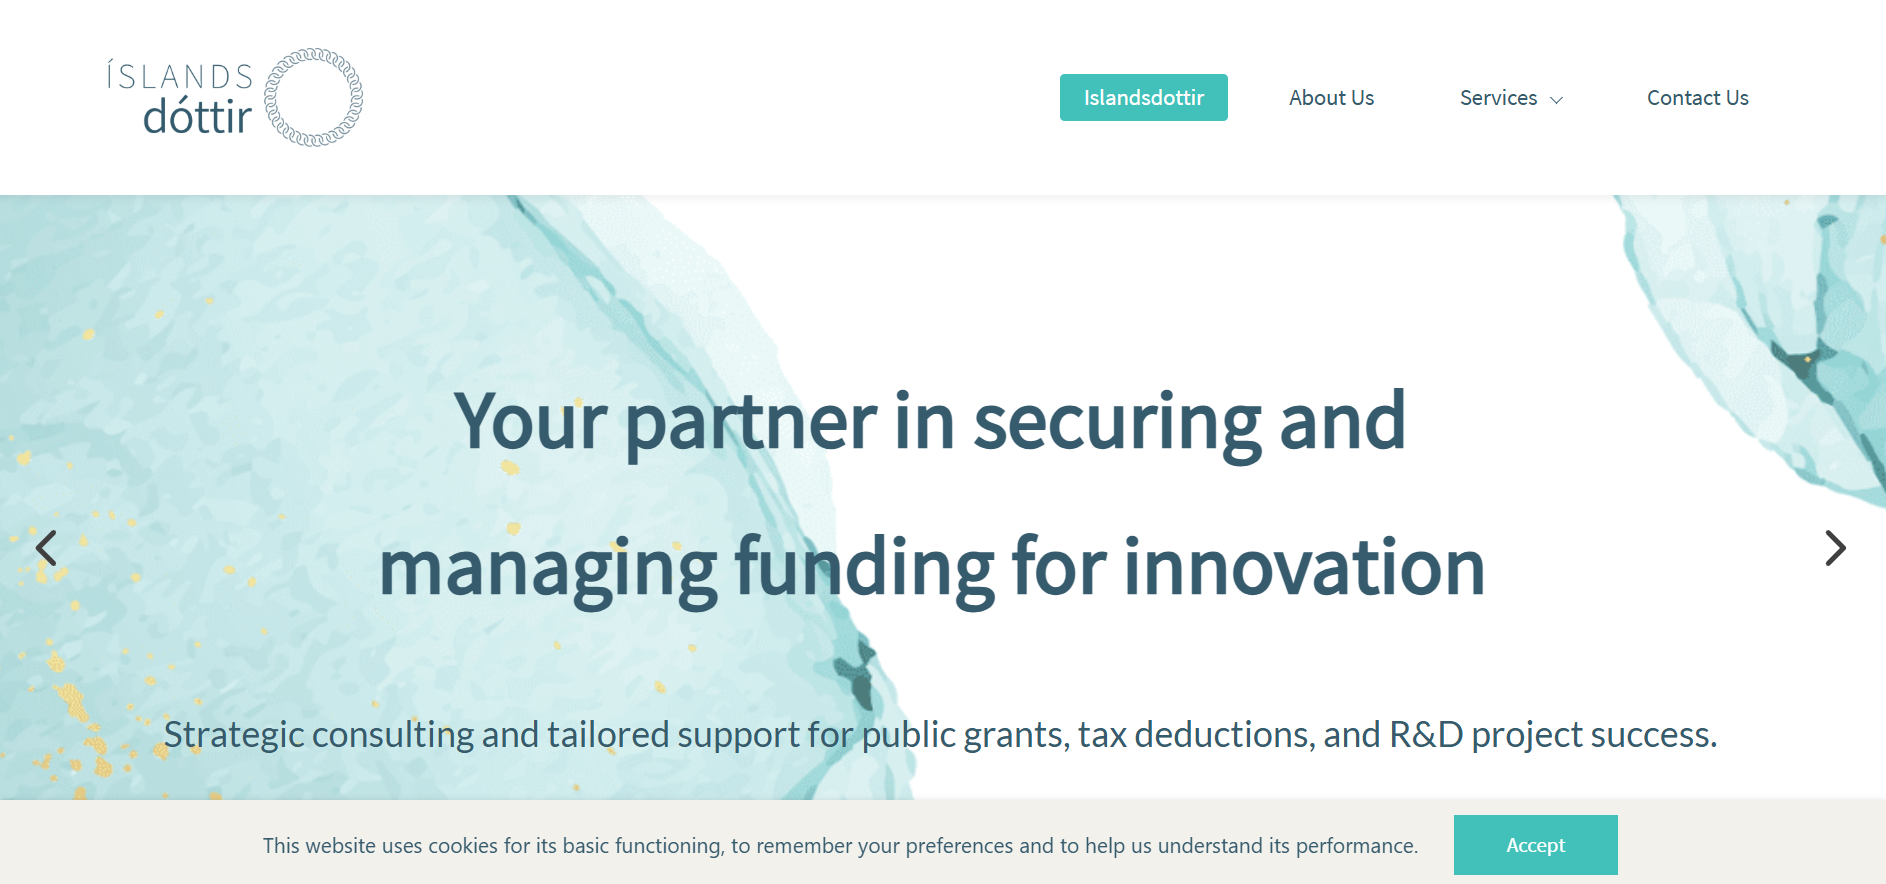 ÍSLANDS
dóttir
Islandsdottir
About Us
Services
Contact Us
Your partner in securing and
managing funding for innovation
Strategic consulting and tailored support for public grants, tax deductions, and R&D project success.
This website uses cookies for its basic functioning, to remember your preferences and to help us understand its performance.
Accept